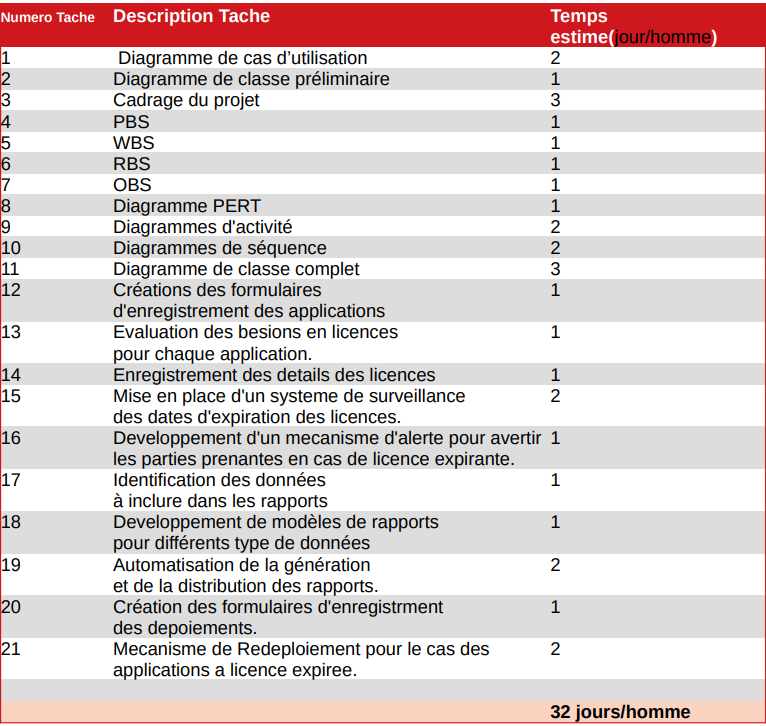 Numero Tache Description Tache Temps
estime(jour/homme)
1 Diagramme de cas d’utilisation 2
2 Diagramme de classe préliminaire 1
3 Cadrage du projet 3
4 PBS 1
5 WBS 1
6 RBS 1
7 OBS 1
8 Diagramme PERT 1
9 Diagrammes d'activité 2
10 Diagrammes de séquence 2
11 Diagramme de classe complet 3
12 Créations des formulaires 1
d'enregistrement des applications
13 Evaluation des besions en licences 1
pour chaque application.
14 Enregistrement des details des licences 1
15 Mise en place d'un systeme de surveillance 2
des dates d'expiration des licences.
16 Developpement d'un mecanisme d'alerte pour avertir 1
les parties prenantes en cas de licence expirante.
17 Identification des données 1
à inclure dans les rapports
18 Developpement de modèles de rapports 1
pour différents type de données
19 Automatisation de la génération 2
et de la distribution des rapports.
20 Création des formulaires d'enregistrment 1
des depoiements.
21 Mecanisme de Redeploiement pour le cas des 2
applications a licence expiree.
32 jours/homme